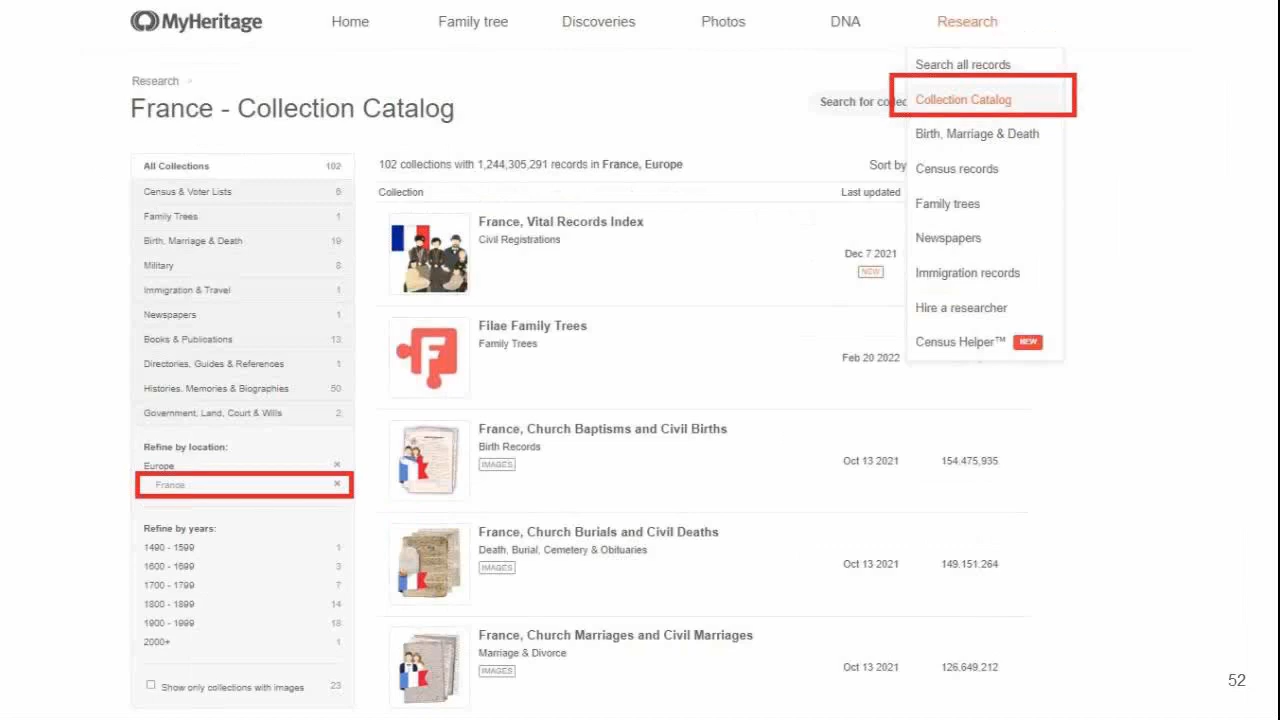 MyHeritage Home Family tree Discoveries Photos DNA Research
Search all records
Collection Catalog
Birth, Marriage & Death
Census records
Family trees
Newspapers
Immigration records
Hire a researcher
Census Helper™ NEW
Research
France - Collection Catalog
Search for
All Collections 102
Census & Voter Lists 6
Family Trees 1
Birth, Marriage & Death 19
Military 8
Immigration & Travel 1
Newspapers 1
Books & Publications 13
Directories, Guides & References 1
Histories, Memories & Biographies 50
Government, Land, Court & Wills 2
Refine by location:
Europe ×
France ×
Refine by years:
1490 - 1599 1
1600 - 1699 3
1700 - 1799 7
1800 - 1899 14
1900 - 1999 18
2000+ 1
Show only collections with images 23
102 collections with 1,244,305,291 records in France, Europe Sort by
Collection Last updated
France, Vital Records Index
Civil Registrations
Dec 7 2021
NEW
Filae Family Trees
Family Trees
Feb 20 2022
F
France, Church Baptisms and Civil Births
Birth Records
IMAGES
Oct 13 2021 154,475,935
France, Church Burials and Civil Deaths
Death, Burial, Cemetery & Obituaries
IMAGES
Oct 13 2021 149,151,264
France, Church Marriages and Civil Marriages
Marriage & Divorce
IMAGES
Oct 13 2021 126,649,212
52